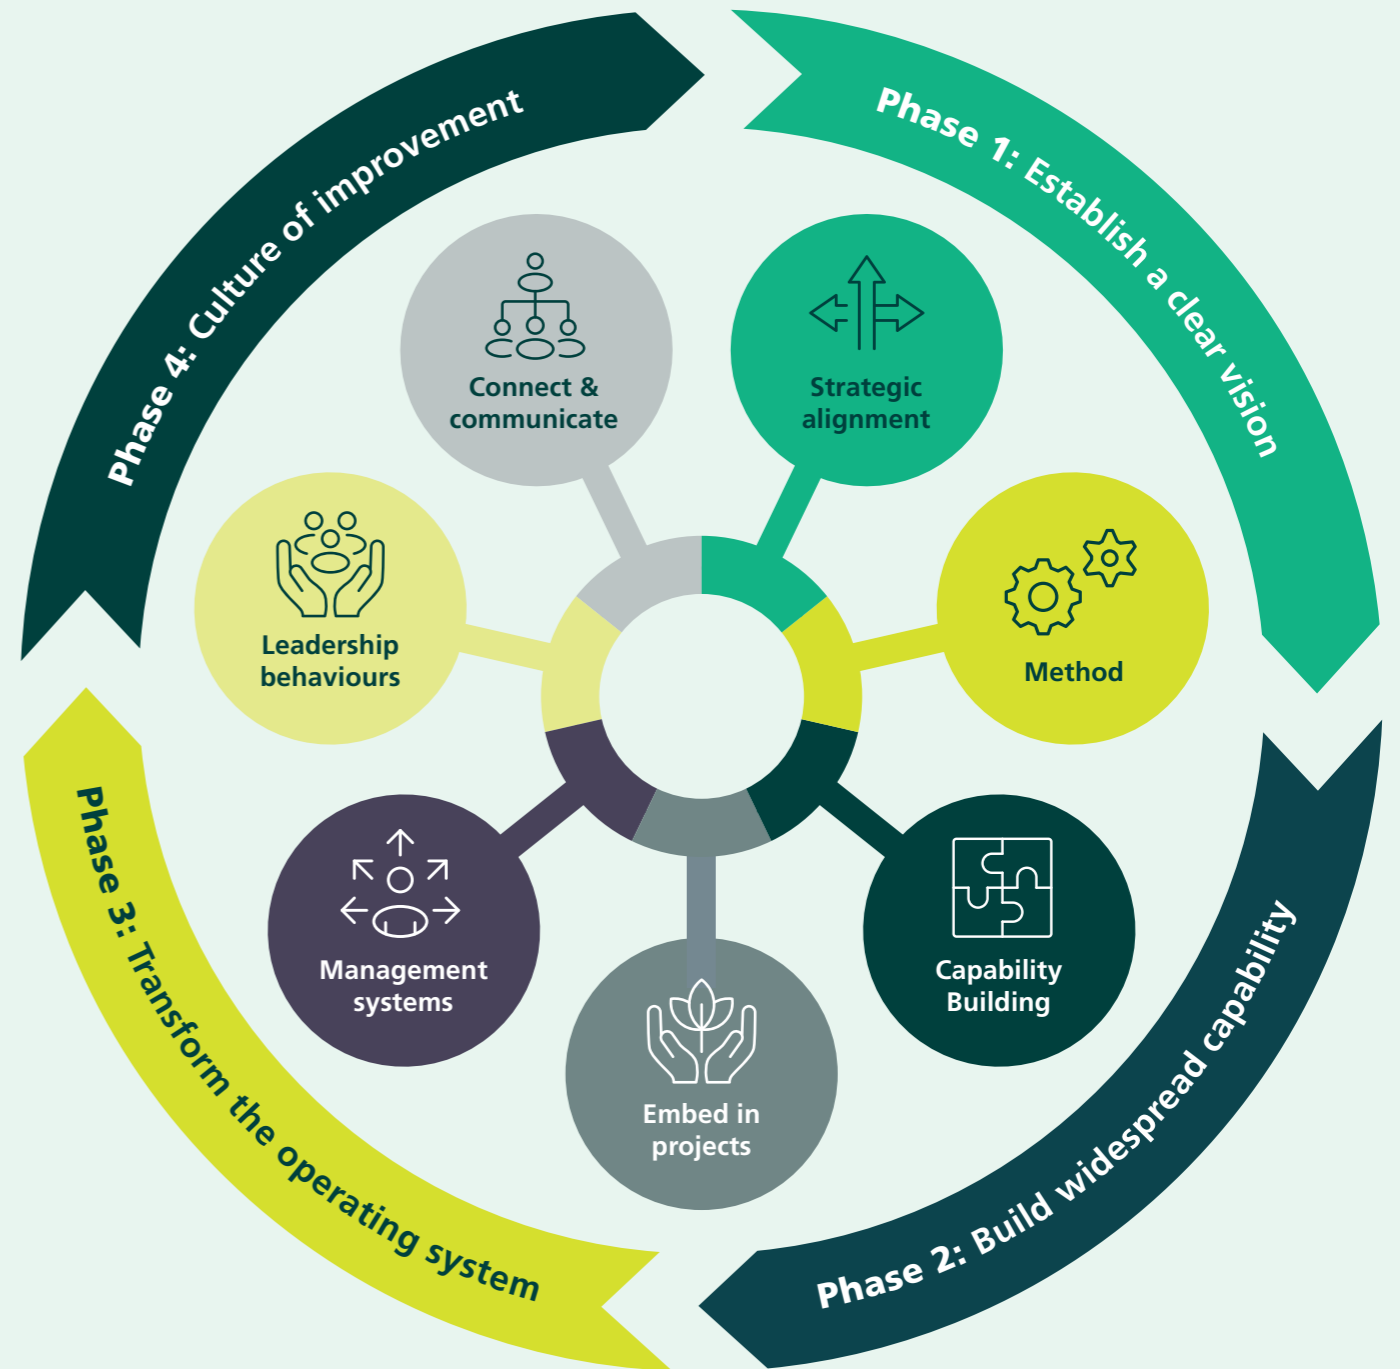 Phase 1: Establish a clear vision
Phase 2: Build widespread capability
Phase 3: Transform the operating system
Phase 4: Culture of improvement
Strategic
alignment
Method
Capability
Building
Embed in
projects
Management
systems
Leadership
behaviours
Connect &
communicate